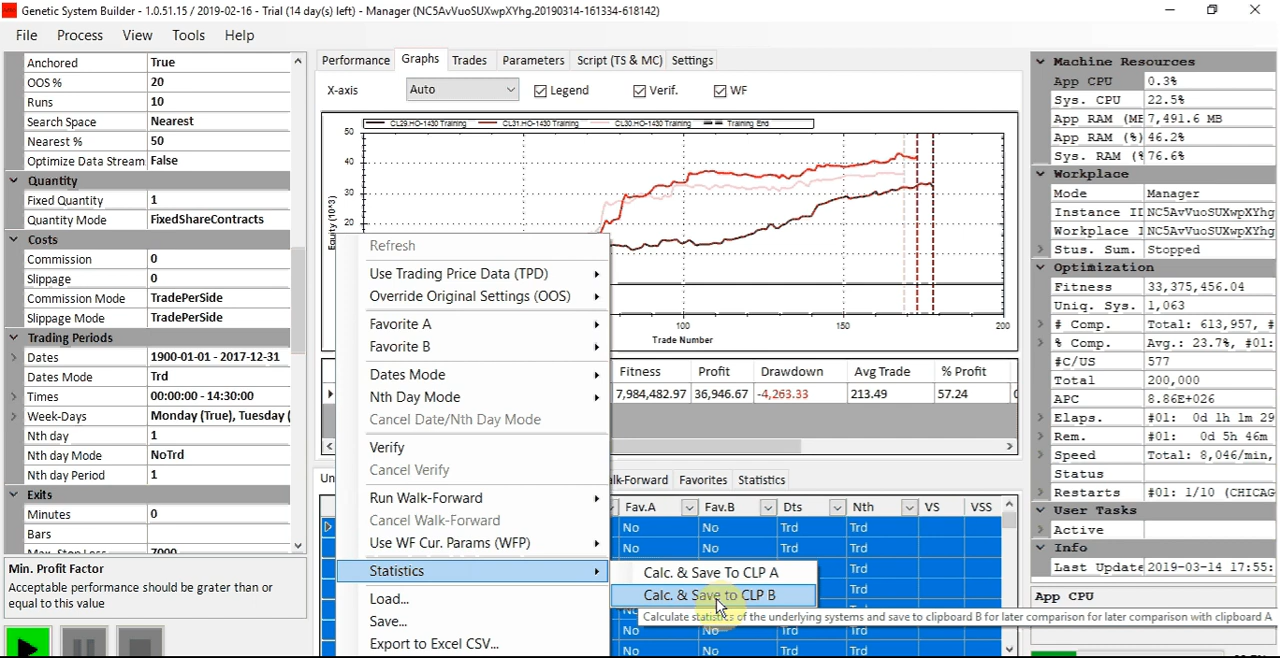 Genetic System Builder - 1.0.51.15 / 2019-02-16 - Trial (14 day(s) left) - Manager (NC5AvVuoSUXwpXYhg.20190314-161334-618142)
File Process View Tools Help
Anchored True
OOS % 20
Runs 10
Search Space Nearest
Nearest % 50
Optimize Data Stream False
Quantity
Fixed Quantity 1
Quantity Mode FixedShareContracts
Costs
Commission 0
Slippage 0
Commission Mode TradePerSide
Slippage Mode TradePerSide
Trading Periods
Dates 1900-01-01 - 2017-12-31
Dates Mode Trd
Times 00:00:00 - 14:30:00
Week-Days Monday (True), Tuesday (
Nth day 1
Nth day Mode NoTrd
Nth day Period 1
Exits
Minutes 0
Bars
Max. Stop Loss 7000
Min. Profit Factor
Acceptable performance should be grater than or
equal to this value
Performance Graphs Trades Parameters Script (TS & MC) Settings
X-axis Auto Legend Verif. WF
CL29.HO-1430 Training CL31.HO-1430 Training CL30.HO-1430 Training Training End
Equity (10^3)
50
40
30
20
100 150 200
Trade Number
Fitness Profit Drawdown Avg Trade % Profit
7,984,482.97 36,946.67 -4,263.33 213.49 57.24
Un
lk-Forward Favorites Statistics
Fav.A Fav.B Dts Nth VS VSS
No No Trd Trd
No No Trd Trd
Trd Trd
No No Trd Trd
No No Trd Trd
Refresh
Use Trading Price Data (TPD)
Override Original Settings (OOS)
Favorite A
Favorite B
Dates Mode
Nth Day Mode
Cancel Date/Nth Day Mode
Verify
Cancel Verify
Run Walk-Forward
Cancel Walk-Forward
Use WF Cur. Params (WFP)
Statistics
Load...
Save...
Export to Excel CSV...
Calc. & Save To CLP A
Calc. & Save to CLP B
Calculate statistics of the underlying systems and save to clipboard B for later comparison for later comparison with clipboard A
Machine Resources
App CPU 0.3%
Sys. CPU 22.5%
App RAM (ME 7,491.6 MB
App RAM (%) 46.2%
Sys. RAM (% 76.6%
Workplace
Mode Manager
Instance II NC5AvVuoSUXwpXYhg
Workplace I NC5AvVuoSUXwpXYhg
Stus. Sum. Stopped
Optimization
Fitness 33,375,456.04
Uniq. Sys. 1,063
# Comp. Total: 613,957, #
% Comp. Avg.: 23.7%, #01:
#C/US 577
Total 200,000
APC 8.86E+026
Elaps. #01: 0d 1h 1m 29
Rem. #01: 0d 5h 46m
Speed Total: 8,046/min,
Status
Restarts #01: 1/10 (CHICAG
User Tasks
Active
Info
Last Update 2019-03-14 17:55:
App CPU